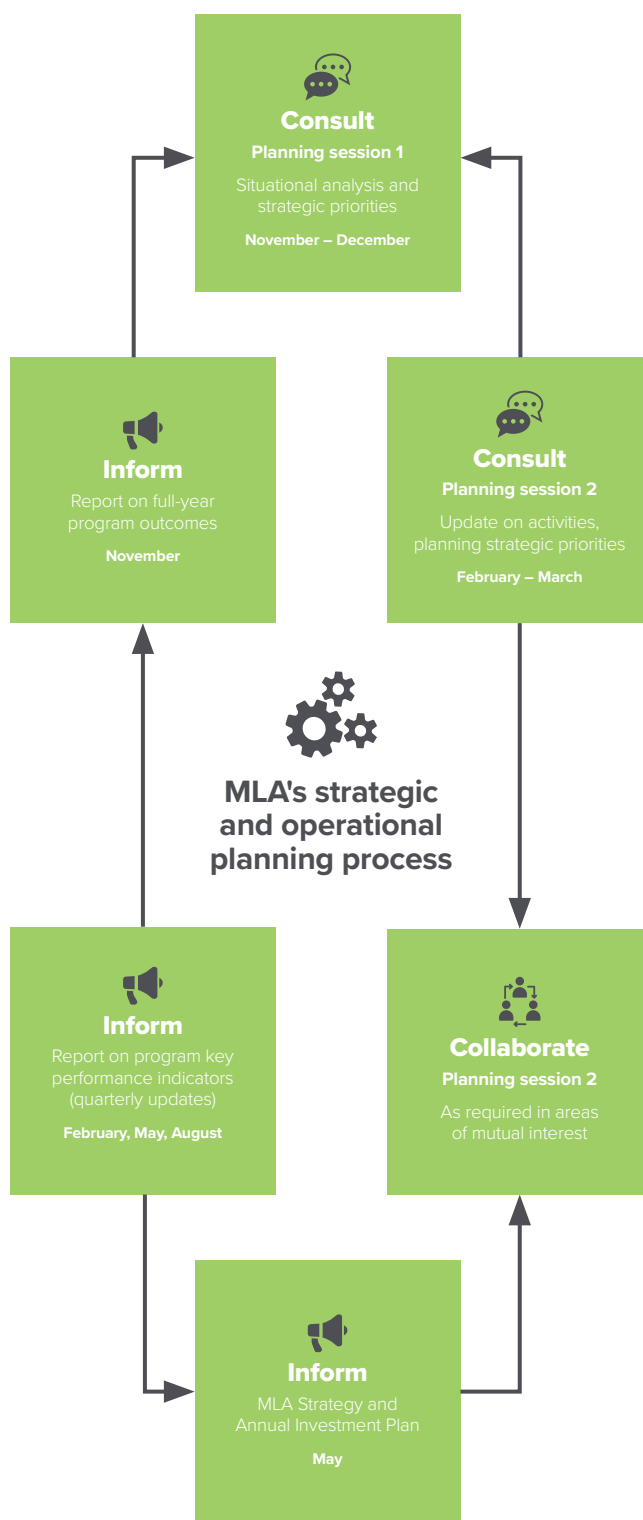 Consult
Planning session 1
Situational analysis and
strategic priorities
November – December
Inform
Report on full-year
program outcomes
November
Consult
Planning session 2
Update on activities,
planning strategic priorities
February – March
MLA's strategic
and operational
planning process
Inform
Report on program key
performance indicators
(quarterly updates)
February, May, August
Collaborate
Planning session 2
As required in areas
of mutual interest
Inform
MLA Strategy and
Annual Investment Plan
May